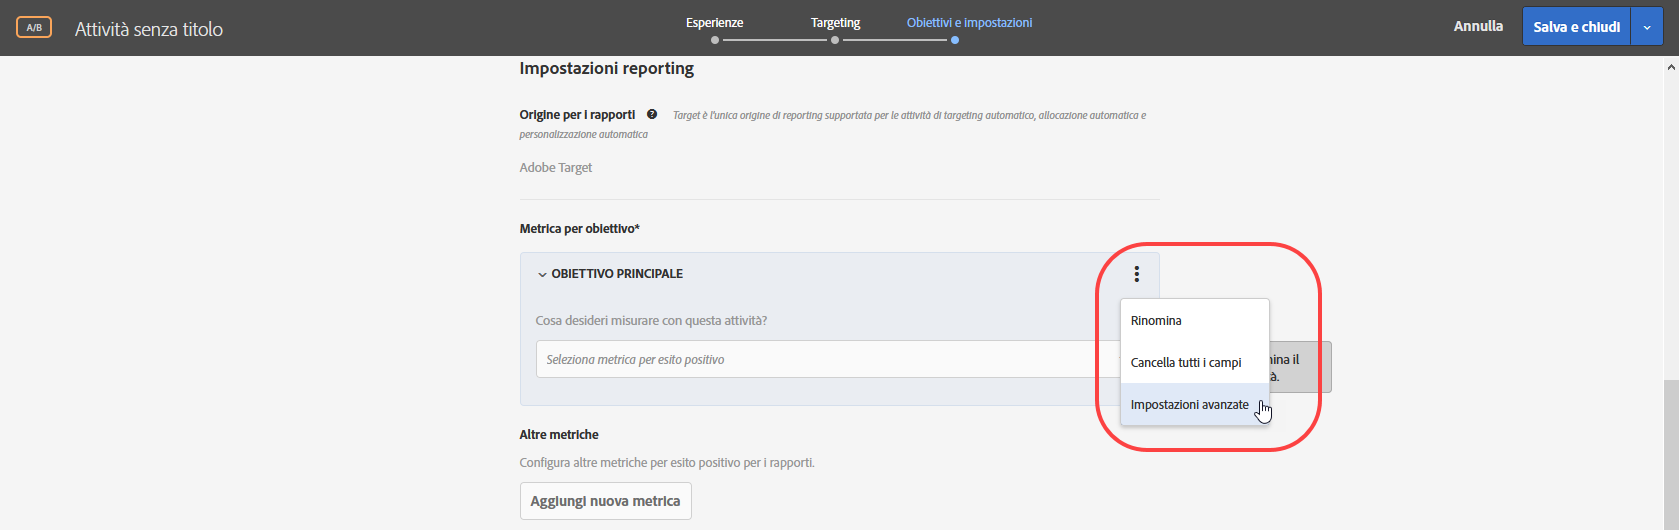 A/B
Attività senza titolo
Esperienze
Targeting
Obiettivi e impostazioni
Annulla
Salva e chiudi
Impostazioni reporting
Origine per i rapporti ? Target è l'unica origine di reporting supportata per le attività di targeting automatico, allocazione automatica e
personalizzazione automatica
Adobe Target
Metrica per obiettivo*
OBIETTIVO PRINCIPALE
Cosa desideri misurare con questa attività?
Seleziona metrica per esito positivo
Rinomina
Cancella tutti i campi
Impostazioni avanzate
il
Altre metriche
Configura altre metriche per esito positivo per i rapporti.
Aggiungi nuova metrica